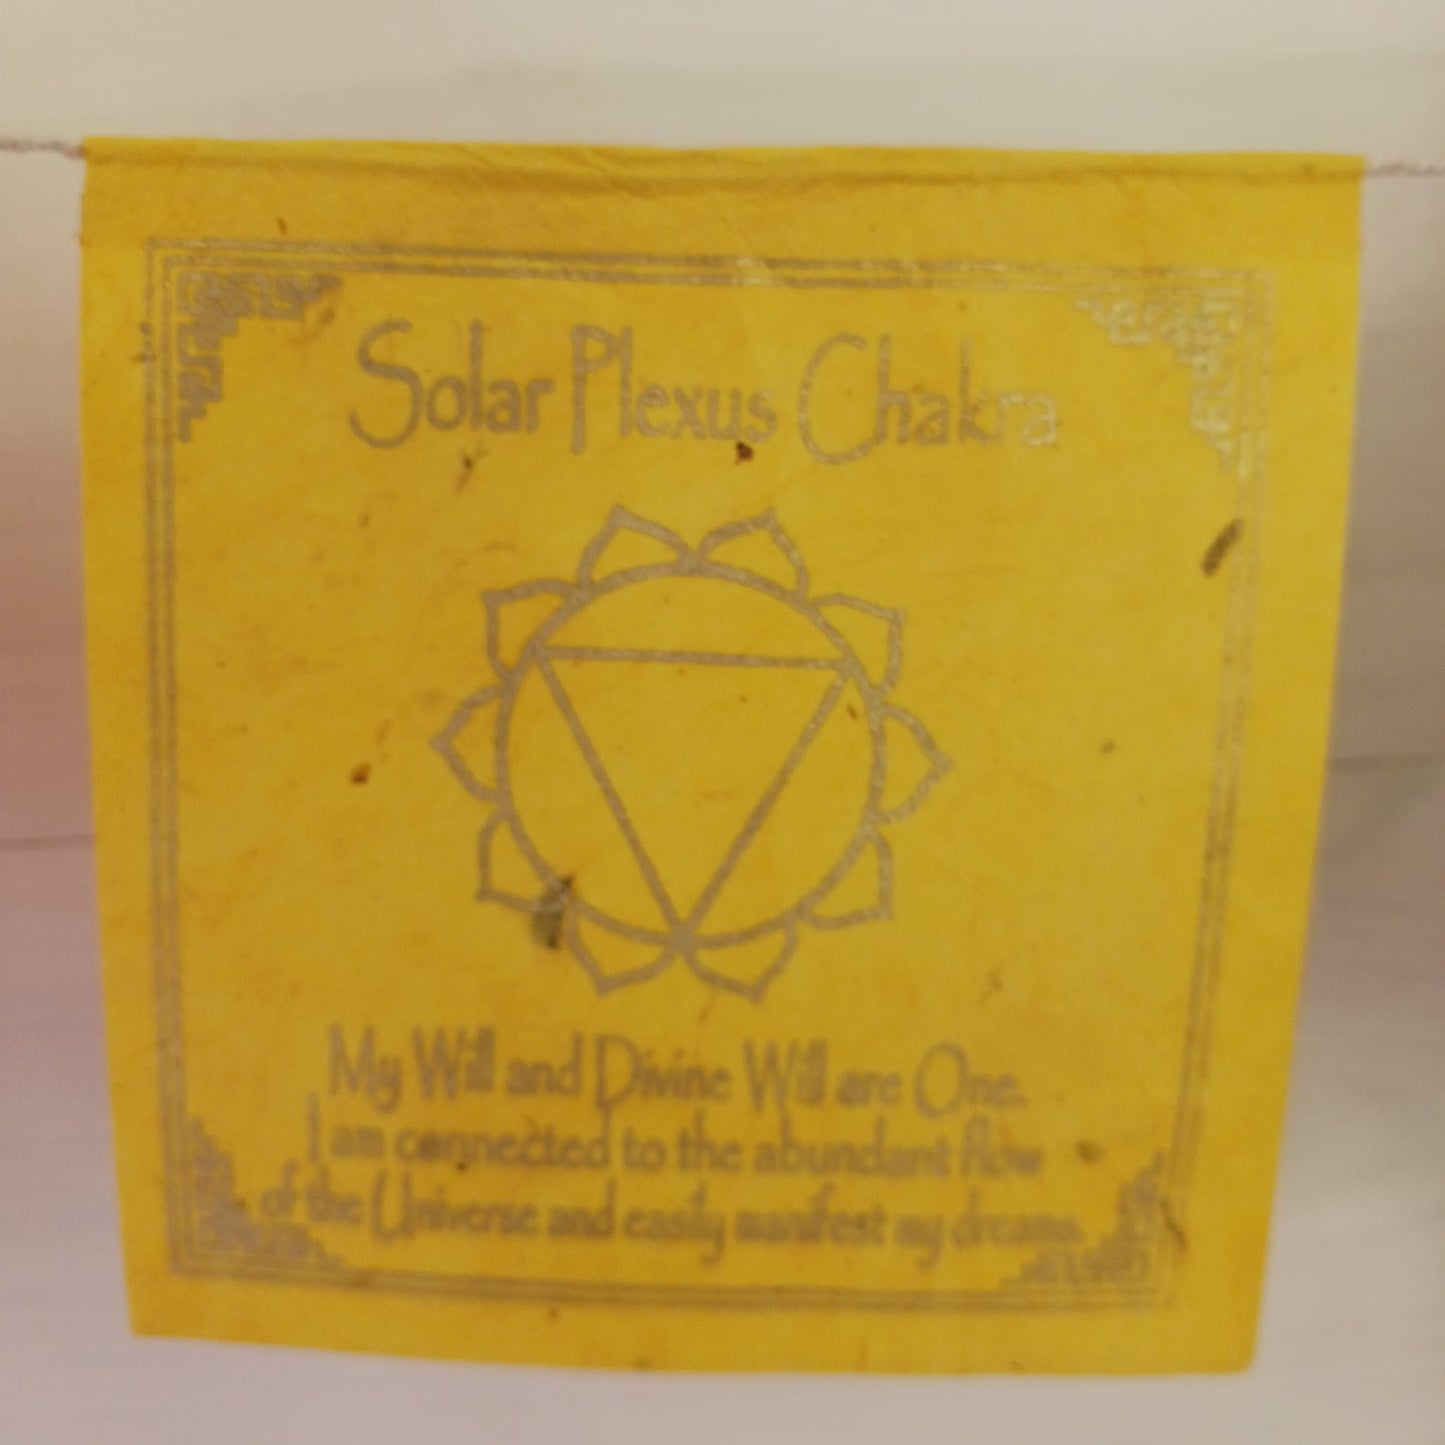 Solar Plexus Chakra
My Will and Divine Will are One.
I am connected to the abundant flow
of the Universe and easily manifest my dreams.